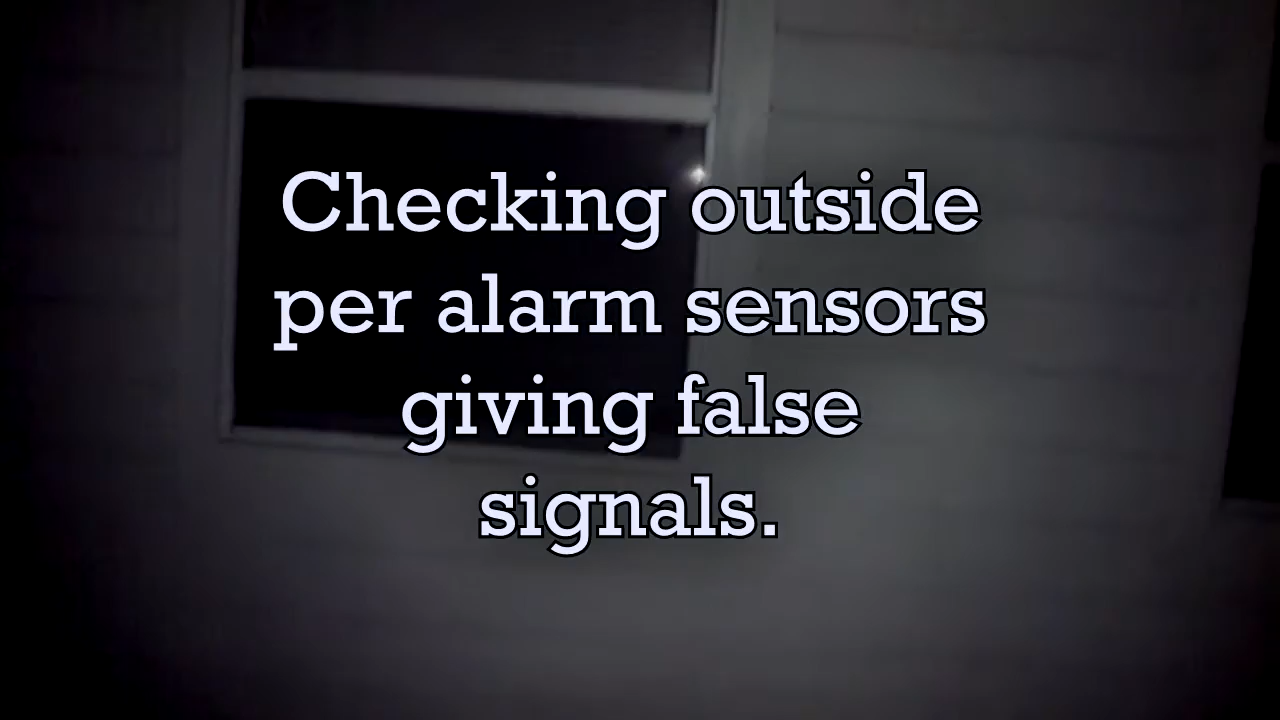 Checking outside
per alarm sensors
giving false
signals.